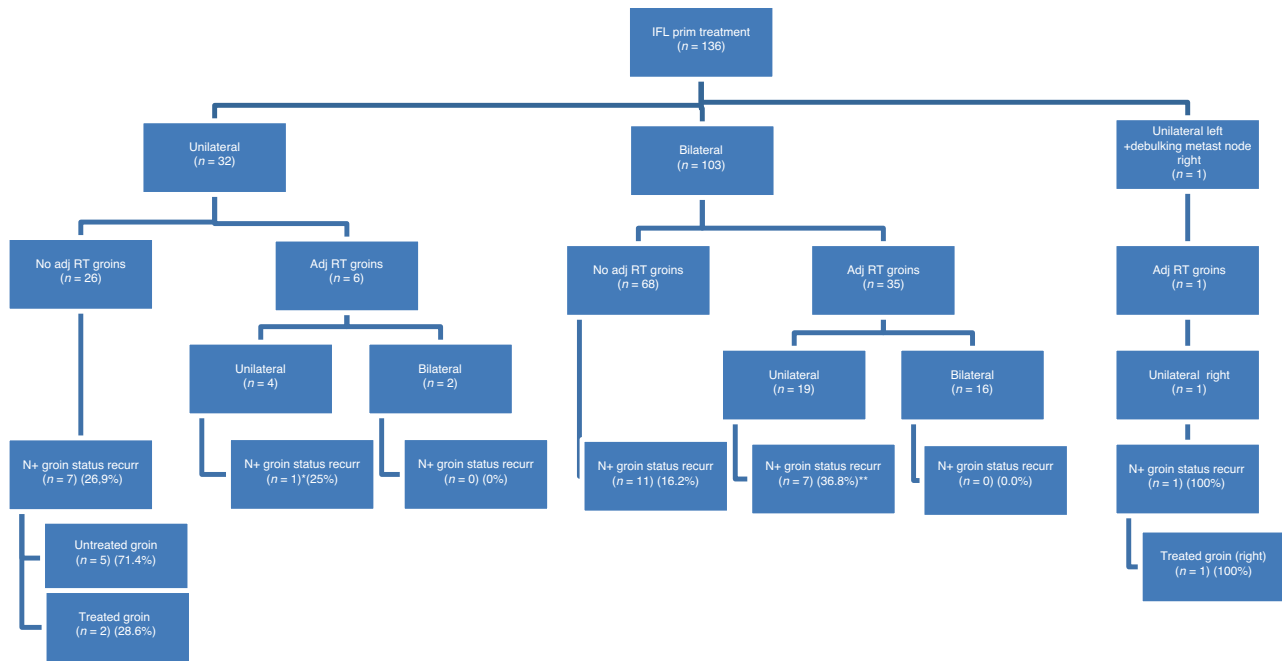 IFL prim treatment
(n = 136)
Unilateral
(n = 32)
Bilateral
(n = 103)
Unilateral left
+debulking metast node
right
(n = 1)
No adj RT groins
(n = 26)
Adj RT groins
(n = 6)
No adj RT groins
(n = 68)
Adj RT groins
(n = 35)
Adj RT groins
(n = 1)
Unilateral
(n = 4)
Bilateral
(n = 2)
Unilateral
(n = 19)
Bilateral
(n = 16)
Unilateral right
(n = 1)
N+ groin status recurr
(n = 7) (26,9%)
N+ groin status recurr
(n = 1)*(25%)
N+ groin status recurr
(n = 0) (0%)
N+ groin status recurr
(n = 11) (16.2%)
N+ groin status recurr
(n = 7) (36.8%)**
N+ groin status recurr
(n = 0) (0.0%)
N+ groin status recurr
(n = 1) (100%)
Untreated groin
(n = 5) (71.4%)
Treated groin
(n = 2) (28.6%)
Treated groin (right)
(n = 1) (100%)